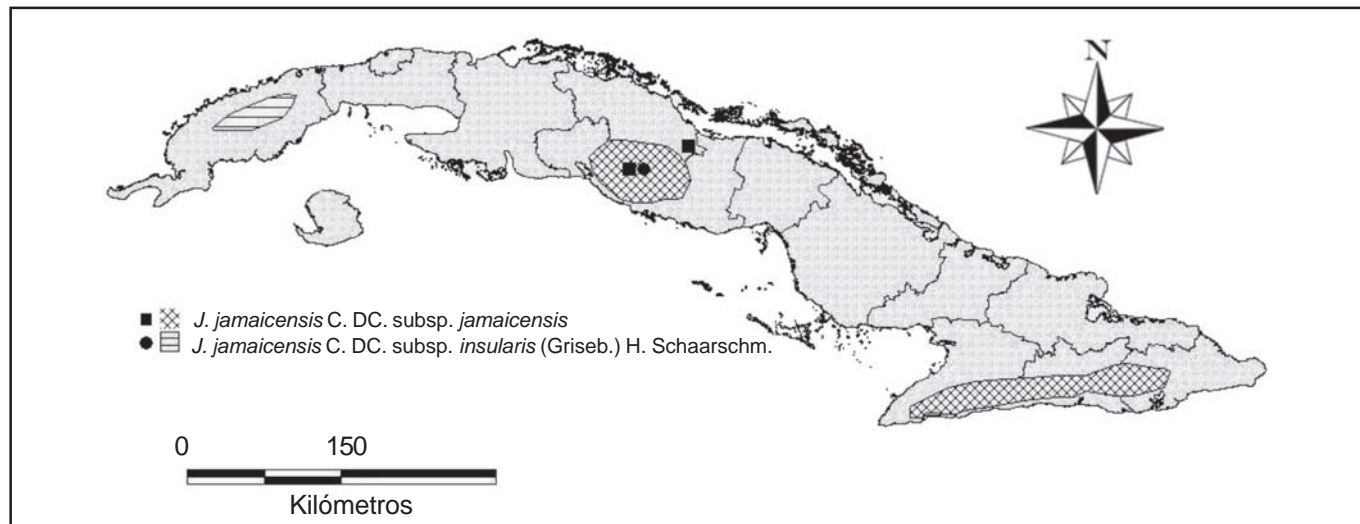 N
J. jamaicensis C. DC. subsp. jamaicensis
J. jamaicensis C. DC. subsp. insularis (Griseb.) H. Schaarschm.
0 150
Kilómetros